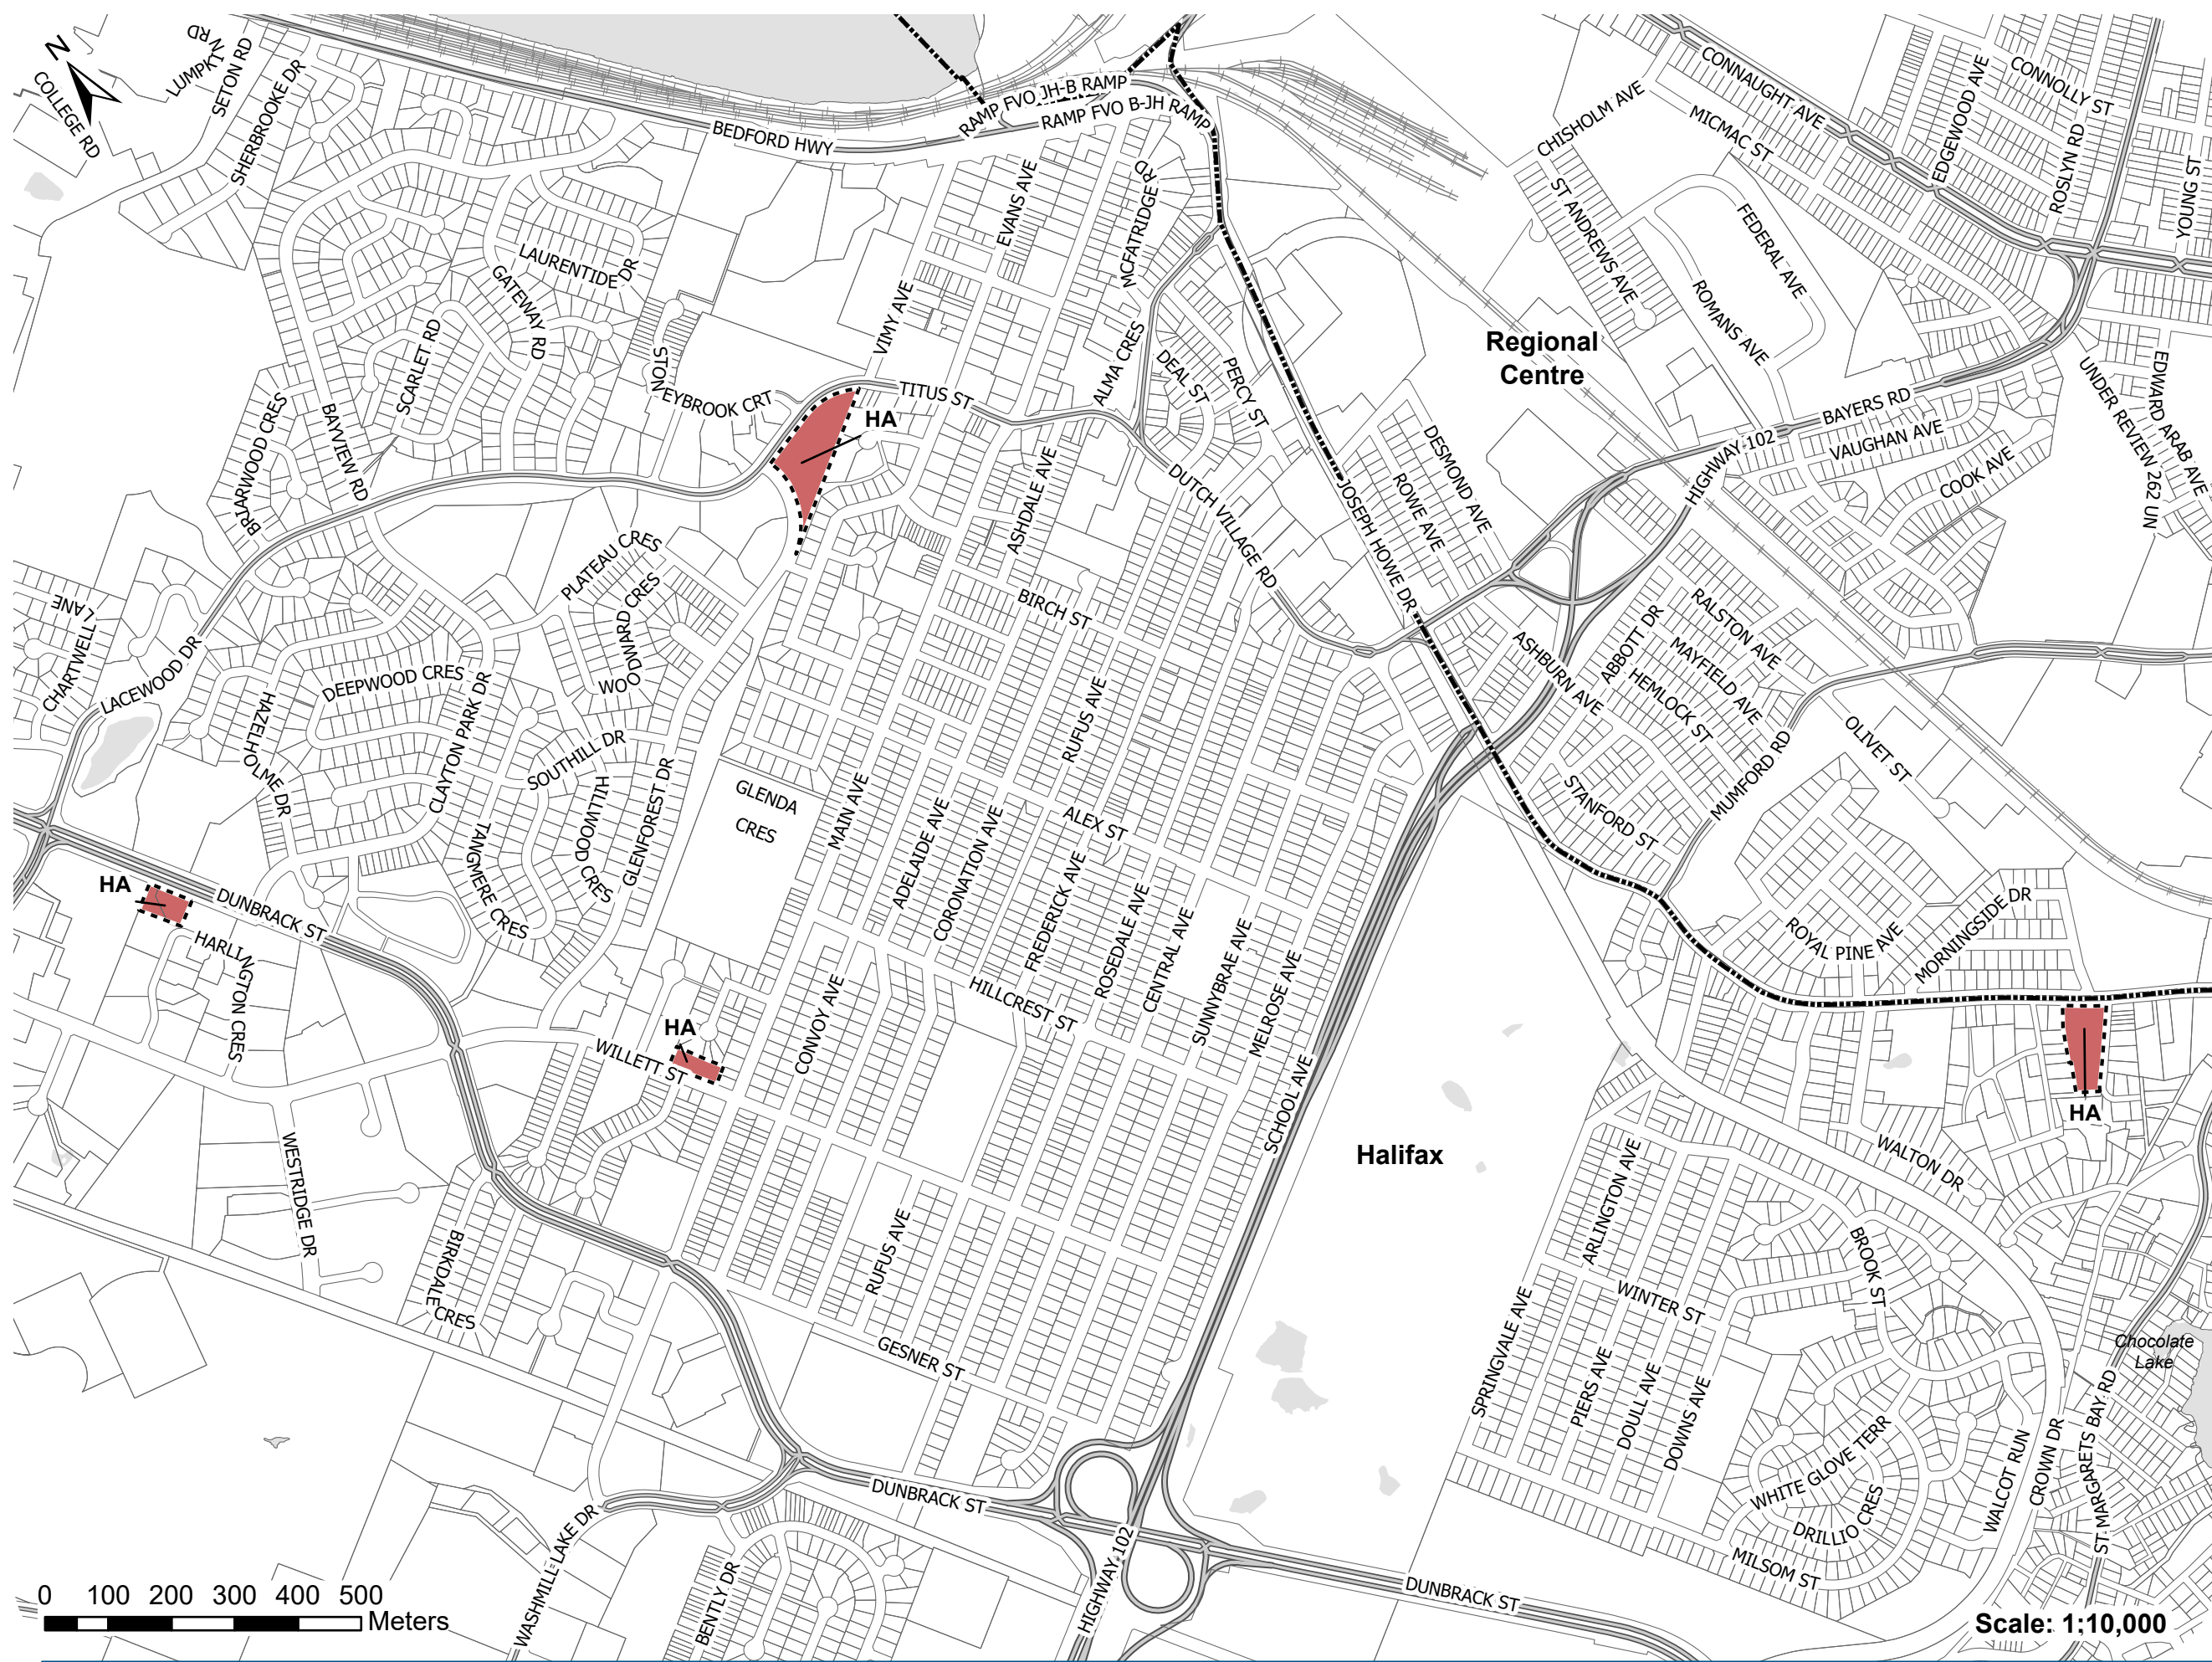 N
COLLEGE RD
LUMPKIN RD
SETON RD
SHERBROOKE DR
BEDFORD HWY
RAMP FVO JH-B RAMP
RAMP FVO B-JH RAMP
EVANS AVE
MCFATRIDGE RD
CHISHOLM AVE
CONNAUGHT AVE
MICMAC ST
EDGEWOOD AVE
CONNOLLY ST
ROSLYN RD
YOUNG ST
ST ANDREWS AVE
FEDERAL AVE
ROMANS AVE
LAURENTIDE DR
GATEWAY RD
SCARLET RD
STONEYBROOK CRT
VIMY AVE
TITUS ST
HA
ALMA CRES
DEAL ST
PERCY ST
Regional
Centre
BAYERS RD
HIGHWAY 102
VAUGHAN AVE
COOK AVE
UNDER REVIEW 262 UN
EDWARD ARAB AVE
BRIARWOOD CRES
BAYVIEW RD
ASHDALE AVE
DUTCH VILLAGE RD
JOSEPH HOWE DR
ROWE AVE
DESMOND AVE
PLATEAU CRES
WOODWARD CRES
BIRCH ST
CHARTWELL LANE
LACEWOOD DR
HAZELHOLME DR
DEEPWOOD CRES
CLAYTON PARK DR
SOUTHILL DR
HILLWOOD CRES
TANGMERE CRES
GLENFOREST DR
GLENDA
CRES
MAIN AVE
RUFUS AVE
ADELAIDE AVE
CORONATION AVE
ALEX ST
FREDERICK AVE
ROSEDALE AVE
CENTRAL AVE
SUNNYBRAE AVE
MELROSE AVE
ASHBURN AVE
ABBOTT DR
RALSTON AVE
MAYFIELD AVE
HEMLOCK ST
STANFORD ST
MUMFORD RD
OLIVET ST
ROYAL PINE AVE
MORNINGSIDE DR
HA
DUNBRACK ST
HARLINGTON CRES
HA
WILLETT ST
CONVOY AVE
HILLCREST ST
SCHOOL AVE
Halifax
HA
WALTON DR
WESTRIDGE DR
BIRKDALE CRES
RUFUS AVE
GESNER ST
ARLINGTON AVE
WINTER ST
SPRINGVALE AVE
PIERS AVE
DOULL AVE
DOWNS AVE
BROOK ST
Chocolate
Lake
WHITE GLOVE TERR
DRILLIO CRES
MILSOM ST
WALCOT RUN
CROWN DR
ST MARGARETS BAY RD
DUNBRACK ST
WASHMILL LAKE DR
BENTLY DR
HIGHWAY 102
DUNBRACK ST
0 100 200 300 400 500
Meters
Scale: 1:10,000